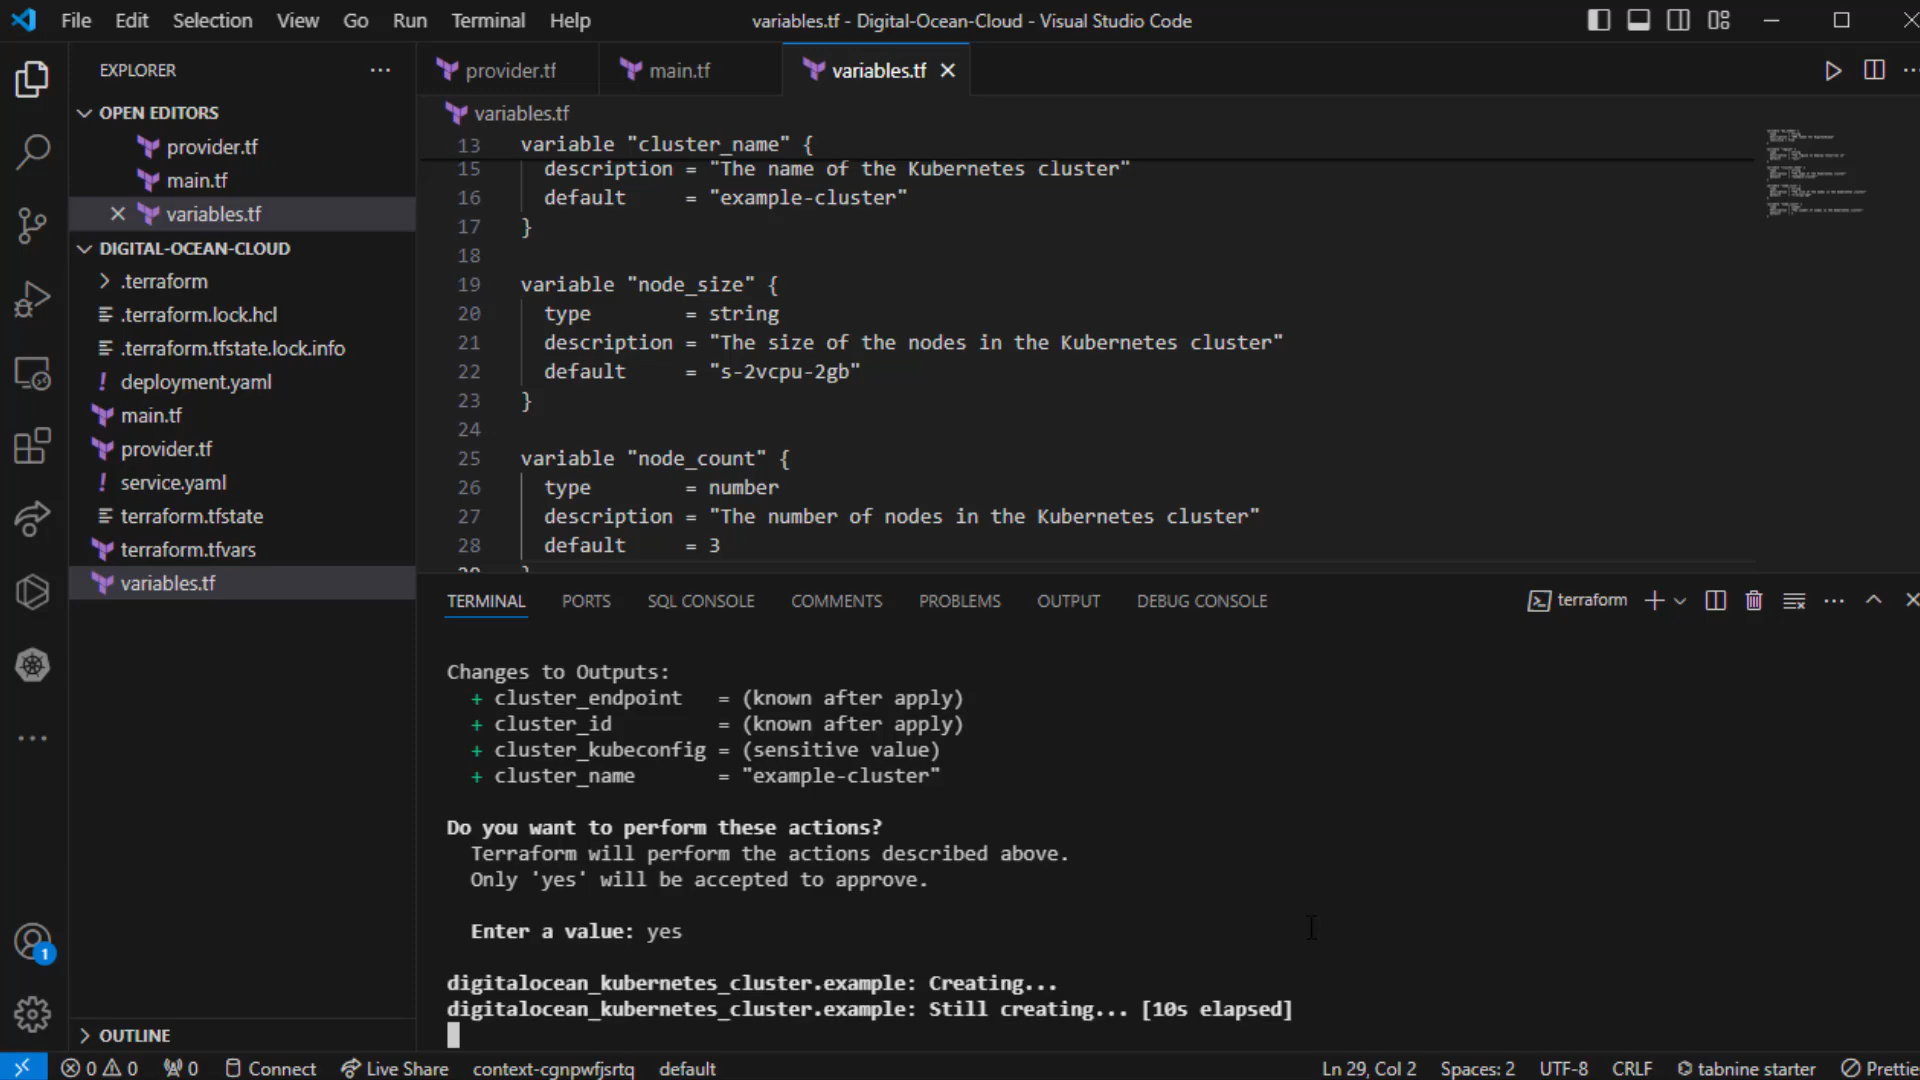 File Edit Selection View Go Run Terminal Help
variables.tf - Digital-Ocean-Cloud - Visual Studio Code
EXPLORER
OPEN EDITORS
provider.tf
main.tf
variables.tf
DIGITAL-OCEAN-CLOUD
.terraform
.terraform.lock.hcl
.terraform.tfstate.lock.info
deployment.yaml
main.tf
provider.tf
service.yaml
terraform.tfstate
terraform.tfvars
variables.tf
OUTLINE
provider.tf main.tf variables.tf
variables.tf
13 variable "cluster_name" {
15 description = "The name of the Kubernetes cluster"
16 default = "example-cluster"
17 }
18
19 variable "node_size" {
20 type = string
21 description = "The size of the nodes in the Kubernetes cluster"
22 default = "s-2vcpu-2gb"
23 }
24
25 variable "node_count" {
26 type = number
27 description = "The number of nodes in the Kubernetes cluster"
28 default = 3
TERMINAL PORTS SQL CONSOLE COMMENTS PROBLEMS OUTPUT DEBUG CONSOLE
terraform
Changes to Outputs:
+ cluster_endpoint = (known after apply)
+ cluster_id = (known after apply)
+ cluster_kubeconfig = (sensitive value)
+ cluster_name = "example-cluster"
Do you want to perform these actions?
Terraform will perform the actions described above.
Only 'yes' will be accepted to approve.
Enter a value: yes
digitalocean_kubernetes_cluster.example: Creating...
digitalocean_kubernetes_cluster.example: Still creating... [10s elapsed]
1
0 0 0 Connect Live Share context-cgnpwfjsrtq default Ln 29, Col 2 Spaces: 2 UTF-8 CRLF tabnine starter Prettie